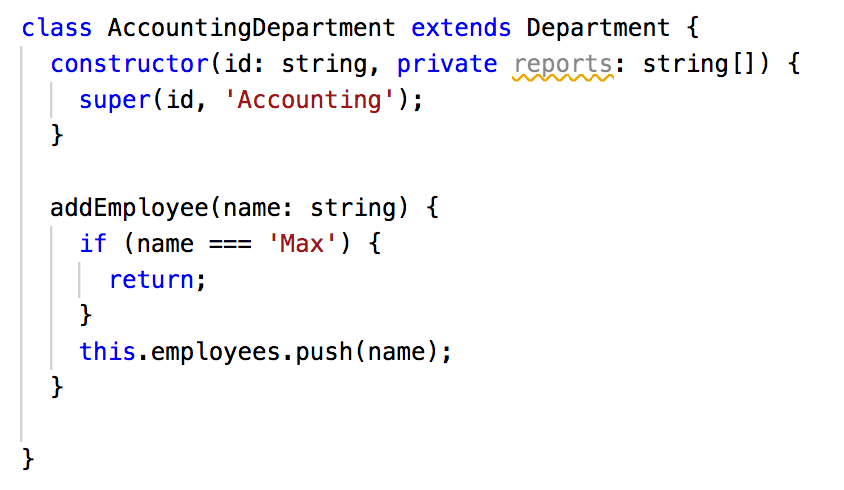 class AccountingDepartment extends Department {
  constructor(id: string, private reports: string[]) {
    super(id, 'Accounting');
  }

  addEmployee(name: string) {
    if (name === 'Max') {
      return;
    }
    this.employees.push(name);
  }

}